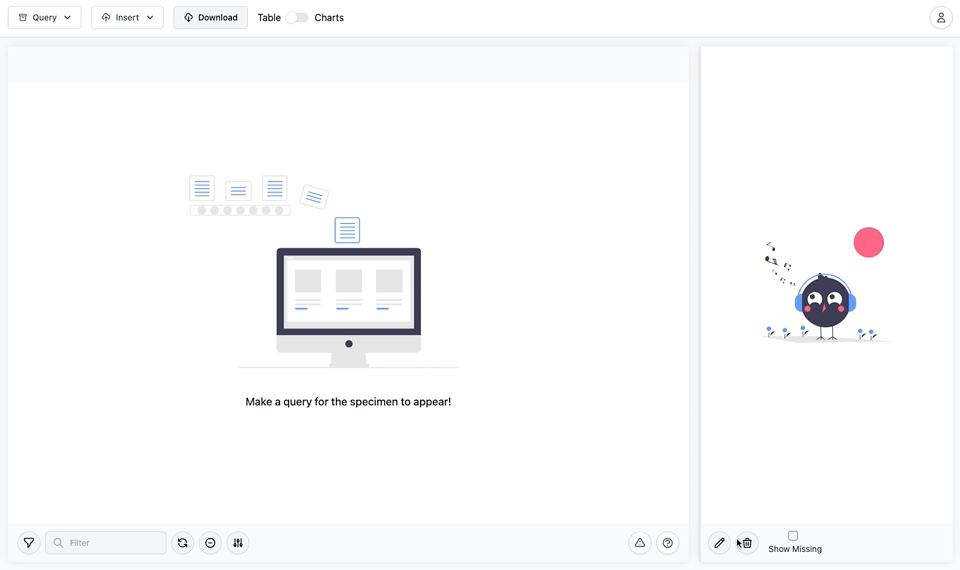 Query
Insert
Download
Table
Charts
Make a query for the specimen to appear!
Filter
Show Missing